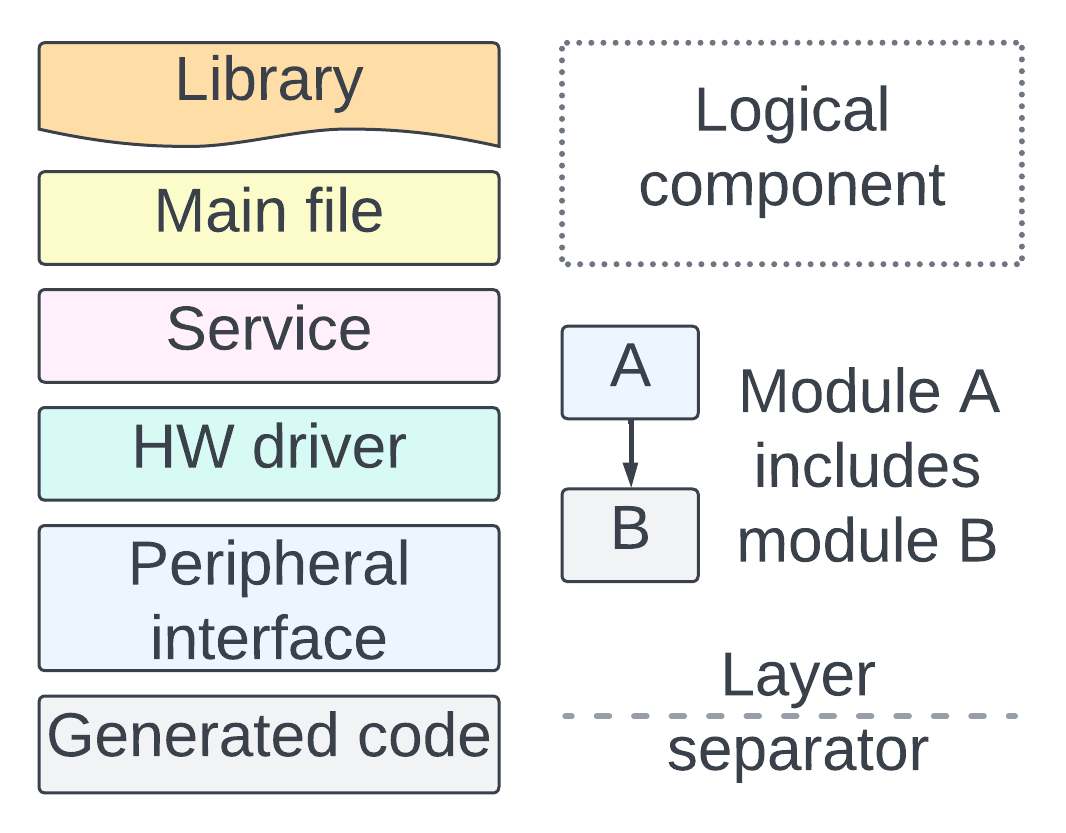 Library
Main file
Service
HW driver
Peripheral
interface
Generated code
Logical
component
A
B
Module A
includes
module B
Layer
separator